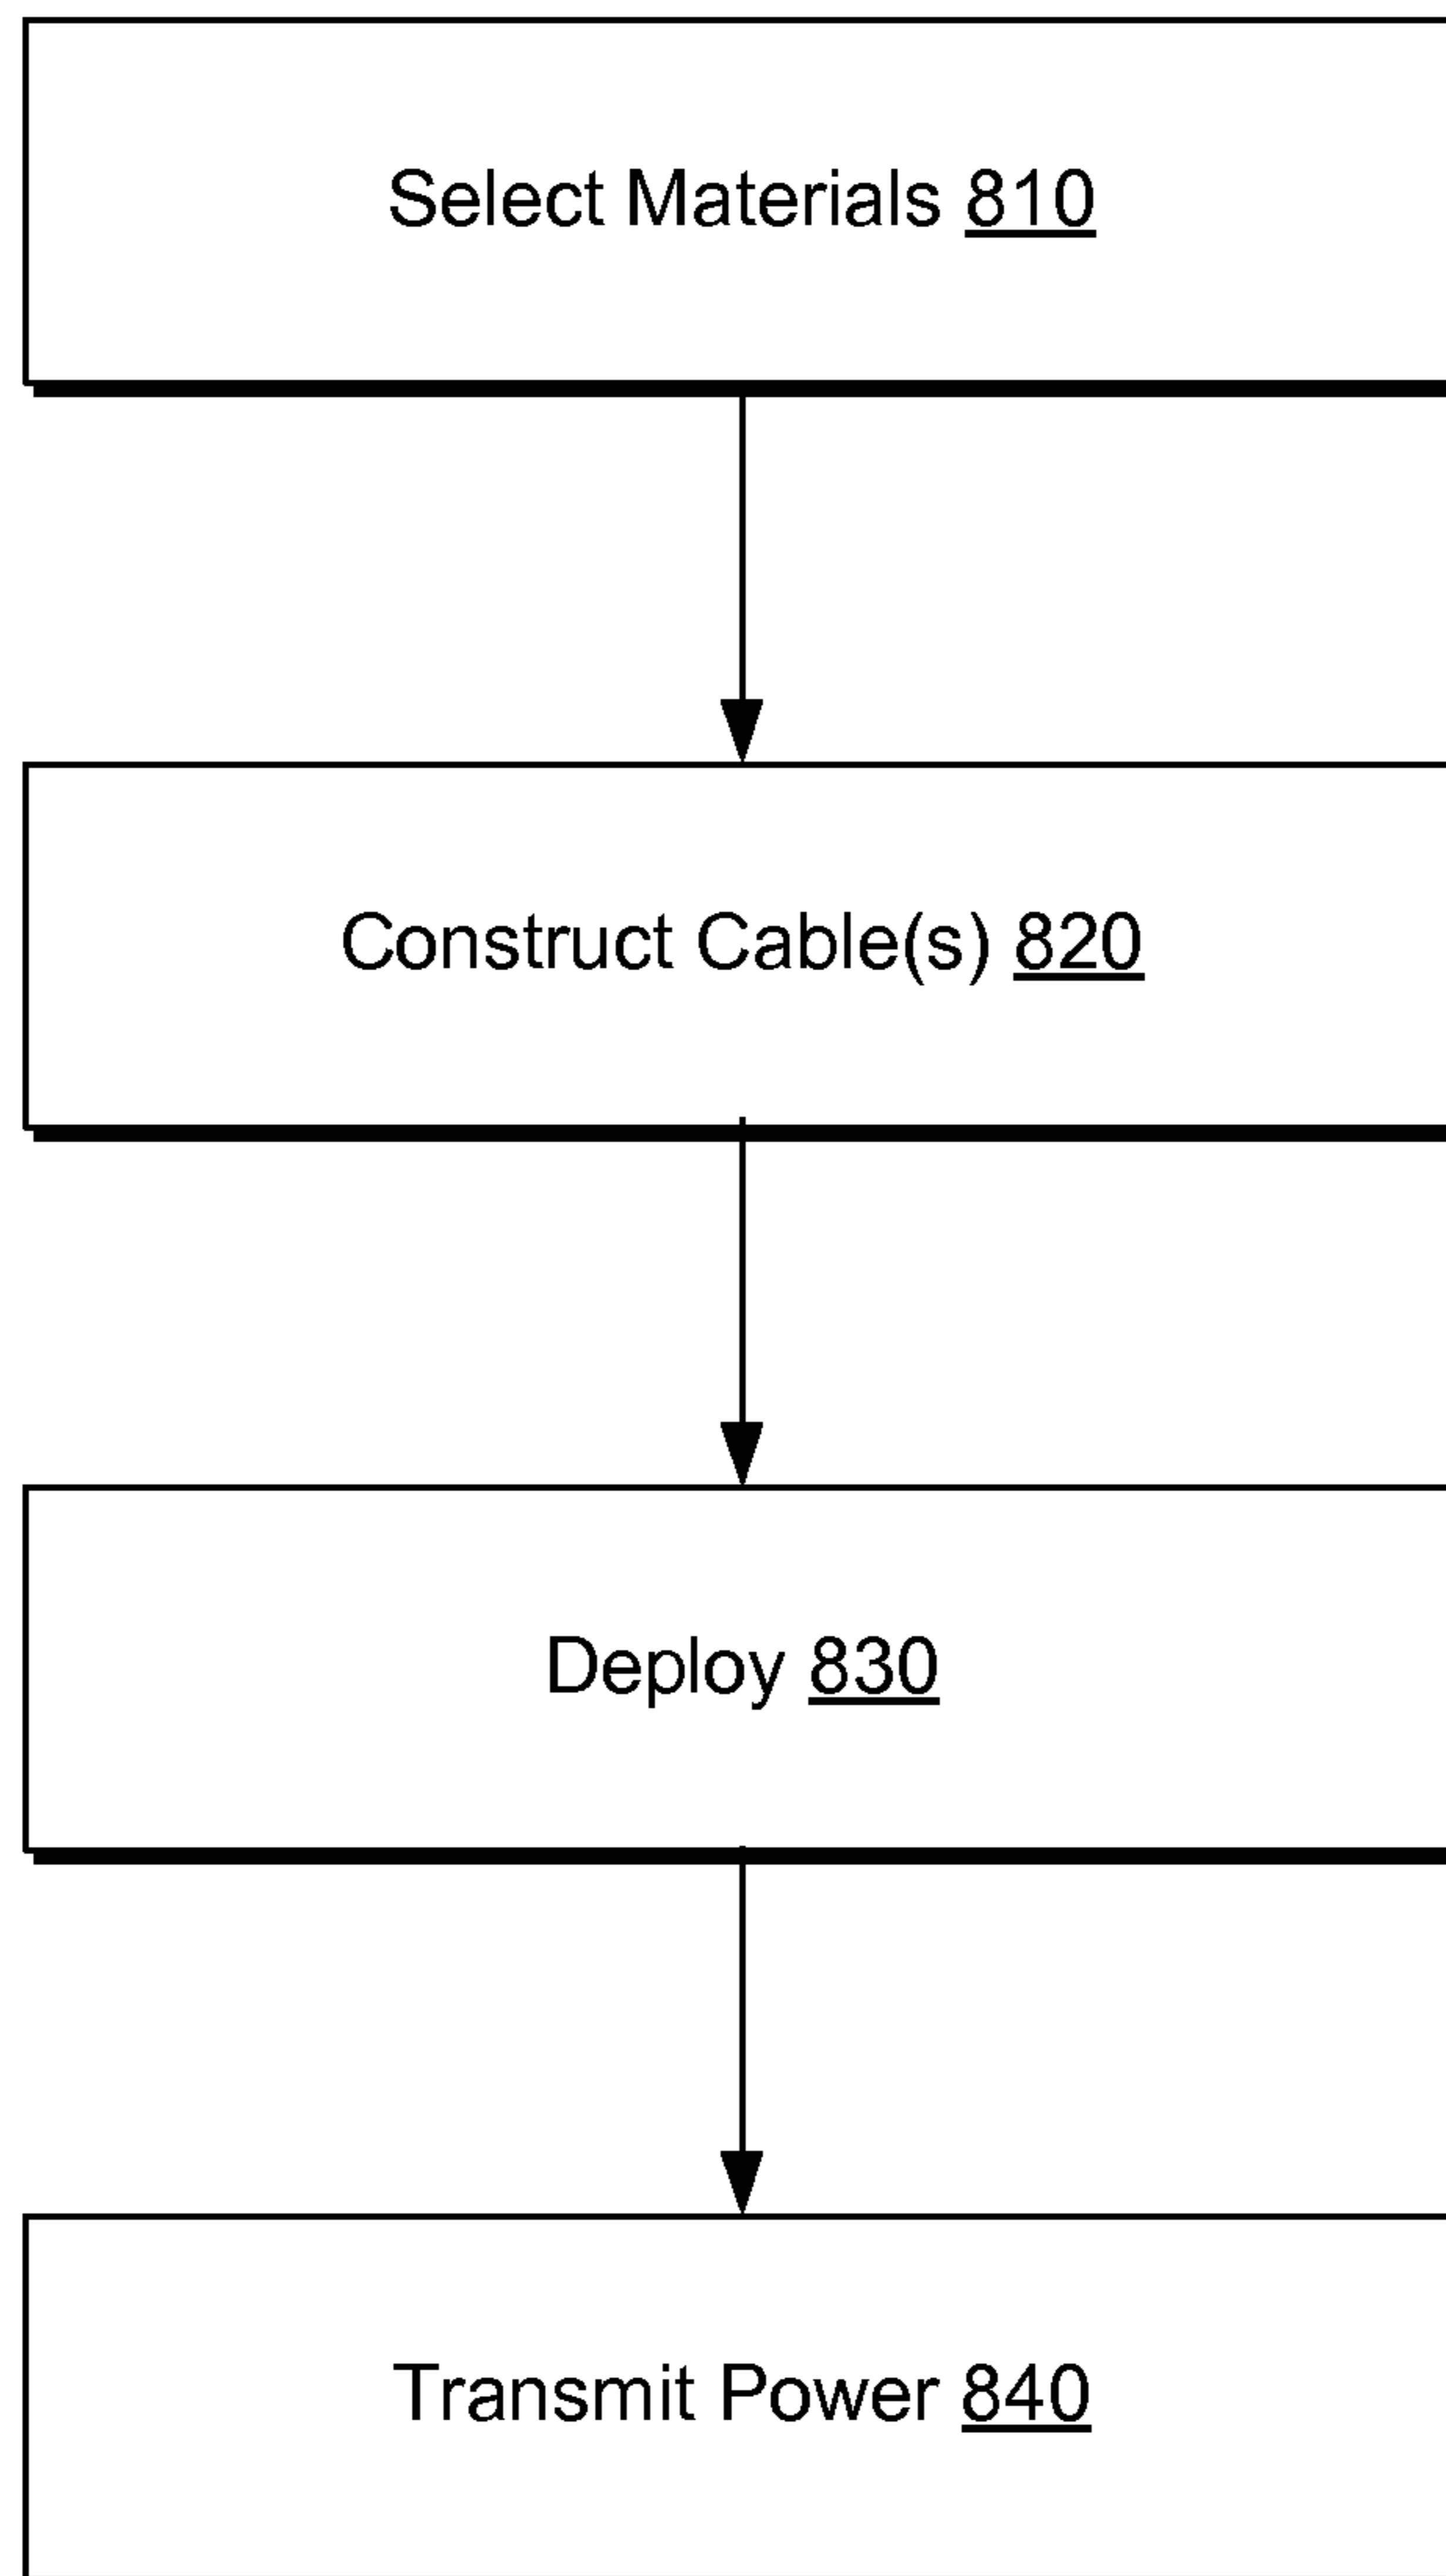 Select Materials 810
Construct Cable(s) 820
Deploy 830
Transmit Power 840